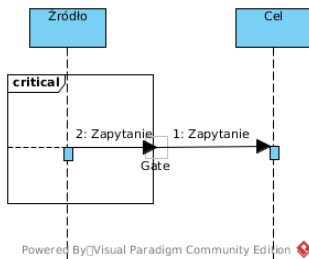 Źródło
Cel
critical
2: Zapytanie
1: Zapytanie
Gate
Powered By Visual Paradigm Community Edition